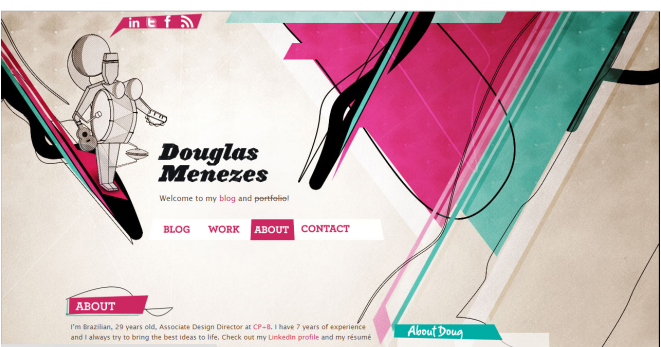 in t f
Douglas
Menezes
Welcome to my blog and portfolio!
BLOG WORK ABOUT CONTACT
ABOUT
I'm Brazilian, 29 years old, Associate Design Director at CP+B. I have 7 years of experience
and I always try to bring the best ideas to life. Check out my LinkedIn profile and my résumé
About Doug